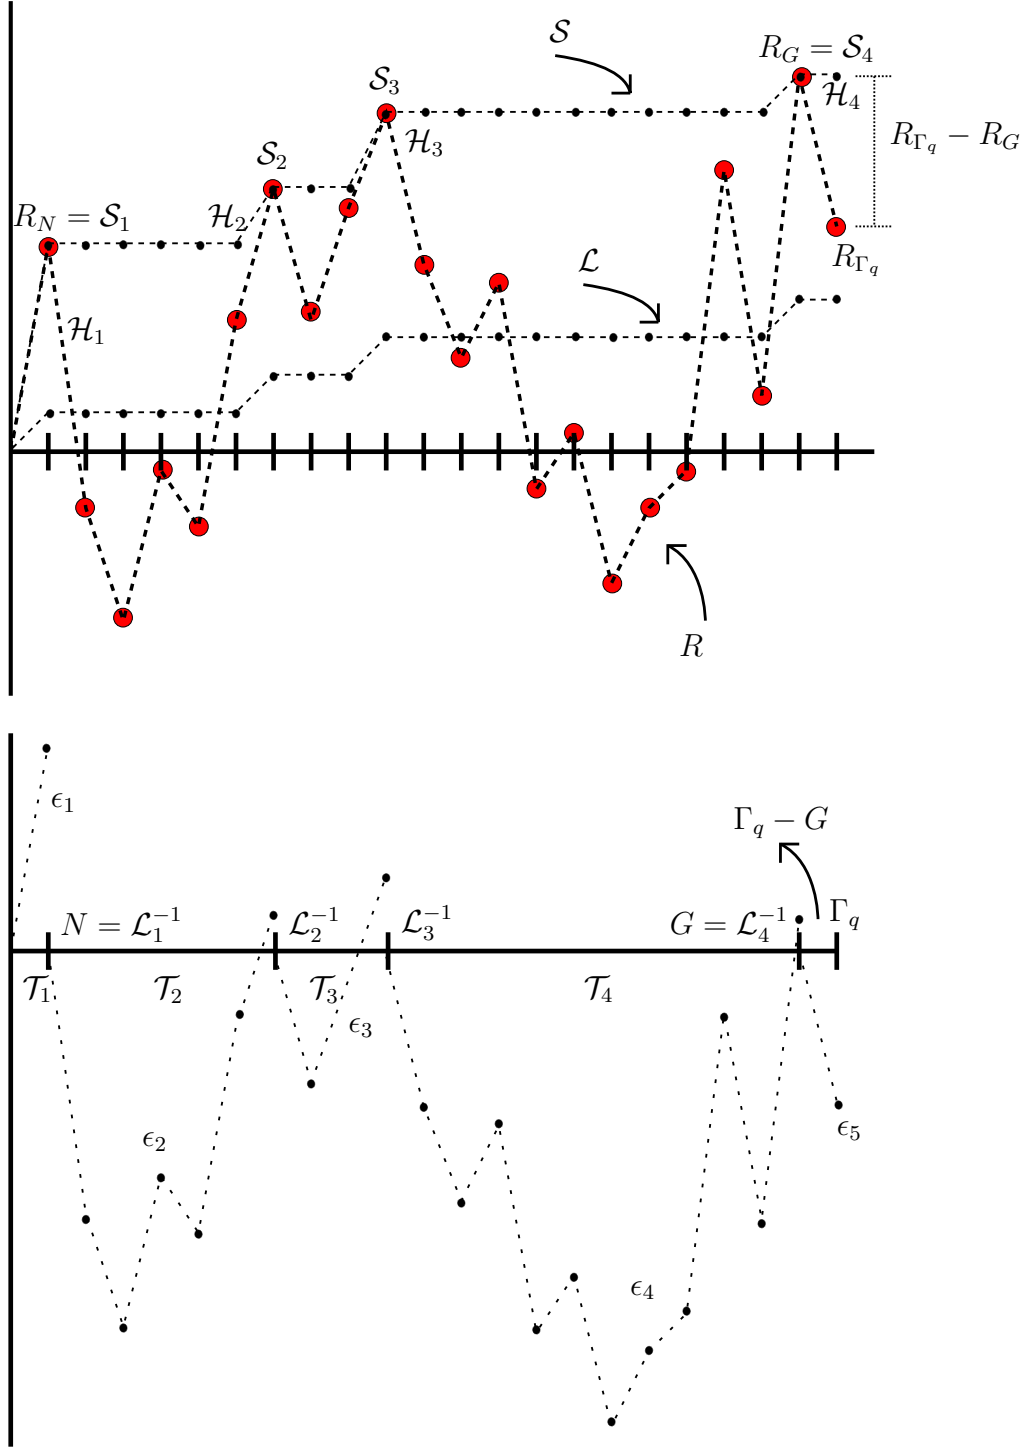 𝒮
R_G = 𝒮_4
𝒮_3
ℋ_4
R_{Γ_q} − R_G
ℋ_3
𝒮_2
R_N = 𝒮_1
ℋ_2
ℒ
R_{Γ_q}
ℋ_1
R
ϵ_1
Γ_q − G
N = ℒ_1^{-1}
ℒ_2^{-1}
ℒ_3^{-1}
G = ℒ_4^{-1}
Γ_q
𝒯_1
𝒯_2
𝒯_3
𝒯_4
ϵ_3
ϵ_2
ϵ_5
ϵ_4